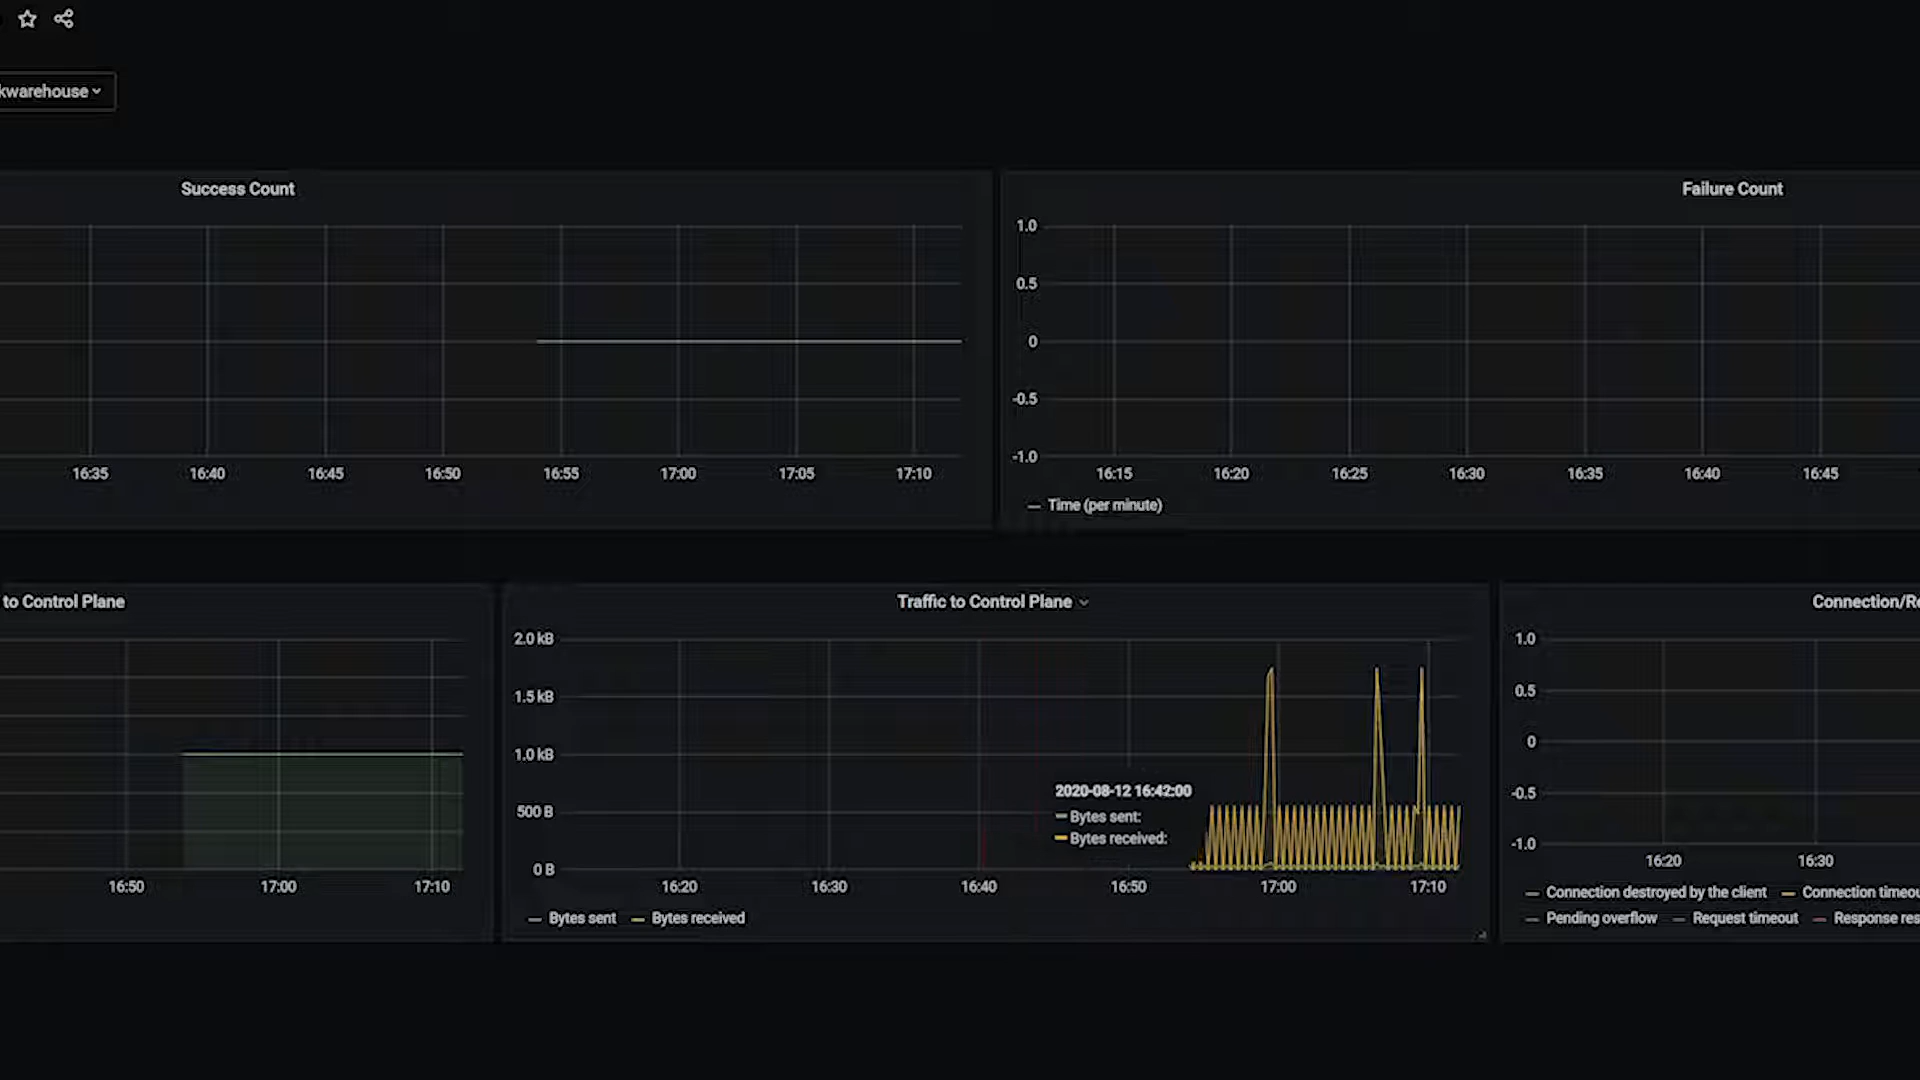 kwarehouse
Success Count
16:35 16:40 16:45 16:50 16:55 17:00 17:05 17:10
Failure Count
1.0
0.5
0
-0.5
-1.0
16:15 16:20 16:25 16:30 16:35 16:40 16:45
Time (per minute)
to Control Plane
16:50 17:00 17:10
Traffic to Control Plane
2.0 kB
1.5 kB
1.0 kB
500 B
0 B
2020-08-12 16:42:00
Bytes sent:
Bytes received:
16:20 16:30 16:40 16:50 17:00 17:10
Bytes sent Bytes received
Connection/Re
1.0
0.5
0
-0.5
-1.0
16:20 16:30
Connection destroyed by the client Connection timeou
Pending overflow Request timeout Response res